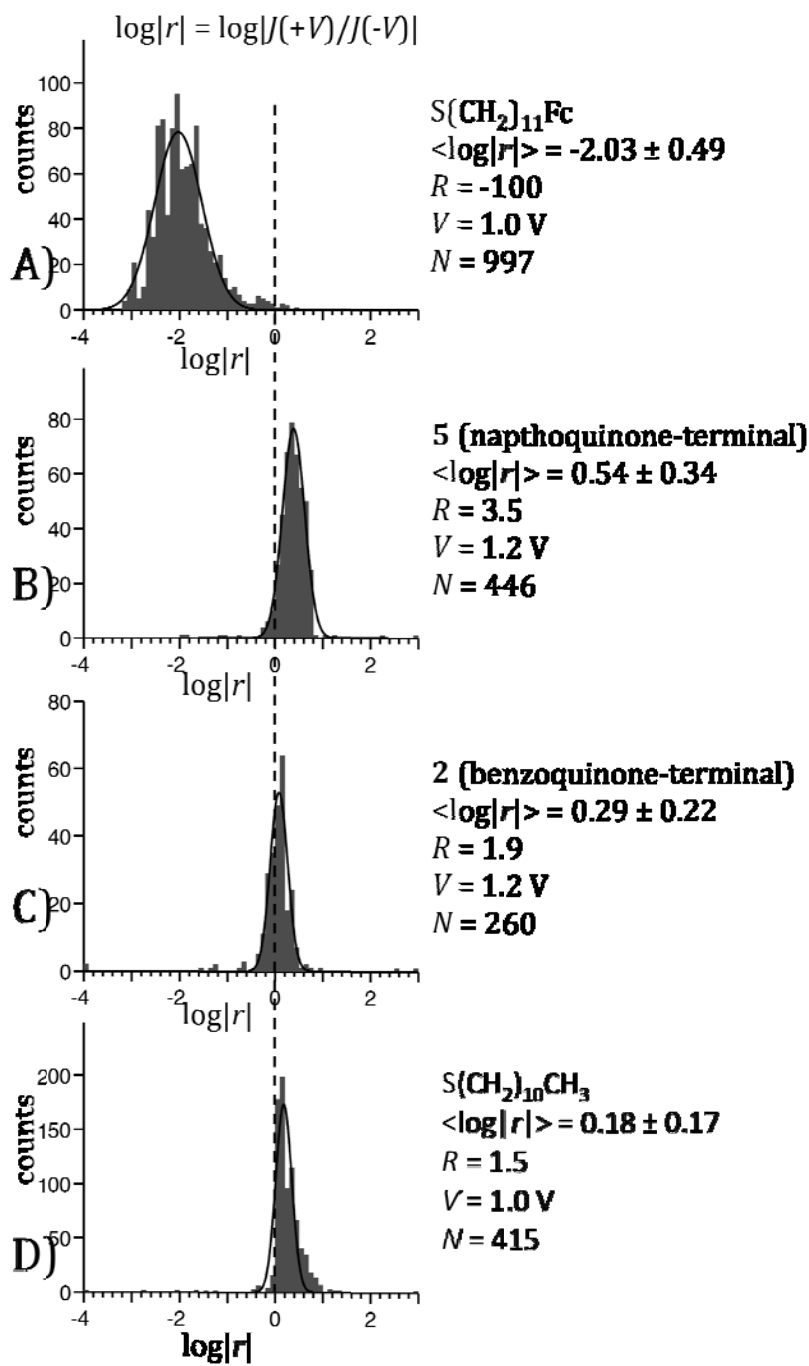 log|r| = log|J(+V)/J(-V)|
100
80
60
40
20
0
counts
A)
-4
-2
0
2
log|r|
S(CH₂)₁₁Fc
<log|r|> = -2.03 ± 0.49
R = -100
V = 1.0 V
N = 997
80
60
40
20
0
counts
B)
-4
-2
0
2
log|r|
5 (napthoquinone-terminal)
<log|r|> = 0.54 ± 0.34
R = 3.5
V = 1.2 V
N = 446
80
60
40
20
0
counts
C)
-4
-2
0
2
log|r|
2 (benzoquinone-terminal)
<log|r|> = 0.29 ± 0.22
R = 1.9
V = 1.2 V
N = 260
200
150
100
50
0
counts
D)
-4
-2
0
2
log|r|
S(CH₂)₁₀CH₃
<log|r|> = 0.18 ± 0.17
R = 1.5
V = 1.0 V
N = 415